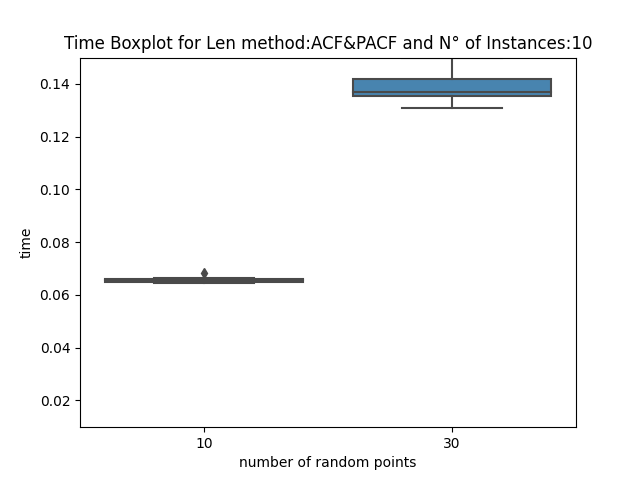 Time Boxplot for Len method:ACF&PACF and N° of Instances:10
0.14
0.12
0.10
0.08
0.06
0.04
0.02
time
10 30
number of random points